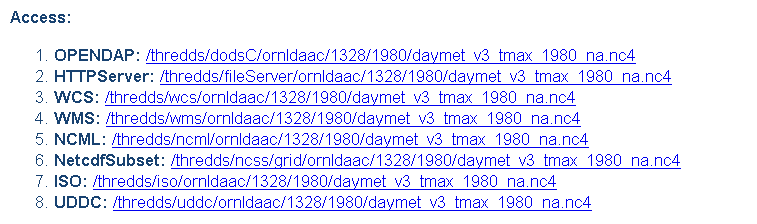 Access:
1. OPENDAP: /thredds/dodsC/ornldaac/1328/1980/daymet_v3_tmax_1980_na.nc4
2. HTTPServer: /thredds/fileServer/ornldaac/1328/1980/daymet_v3_tmax_1980_na.nc4
3. WCS: /thredds/wcs/ornldaac/1328/1980/daymet_v3_tmax_1980_na.nc4
4. WMS: /thredds/wms/ornldaac/1328/1980/daymet_v3_tmax_1980_na.nc4
5. NCML: /thredds/ncml/ornldaac/1328/1980/daymet_v3_tmax_1980_na.nc4
6. NetcdfSubset: /thredds/ncss/grid/ornldaac/1328/1980/daymet_v3_tmax_1980_na.nc4
7. ISO: /thredds/iso/ornldaac/1328/1980/daymet_v3_tmax_1980_na.nc4
8. UDDC: /thredds/uddc/ornldaac/1328/1980/daymet_v3_tmax_1980_na.nc4